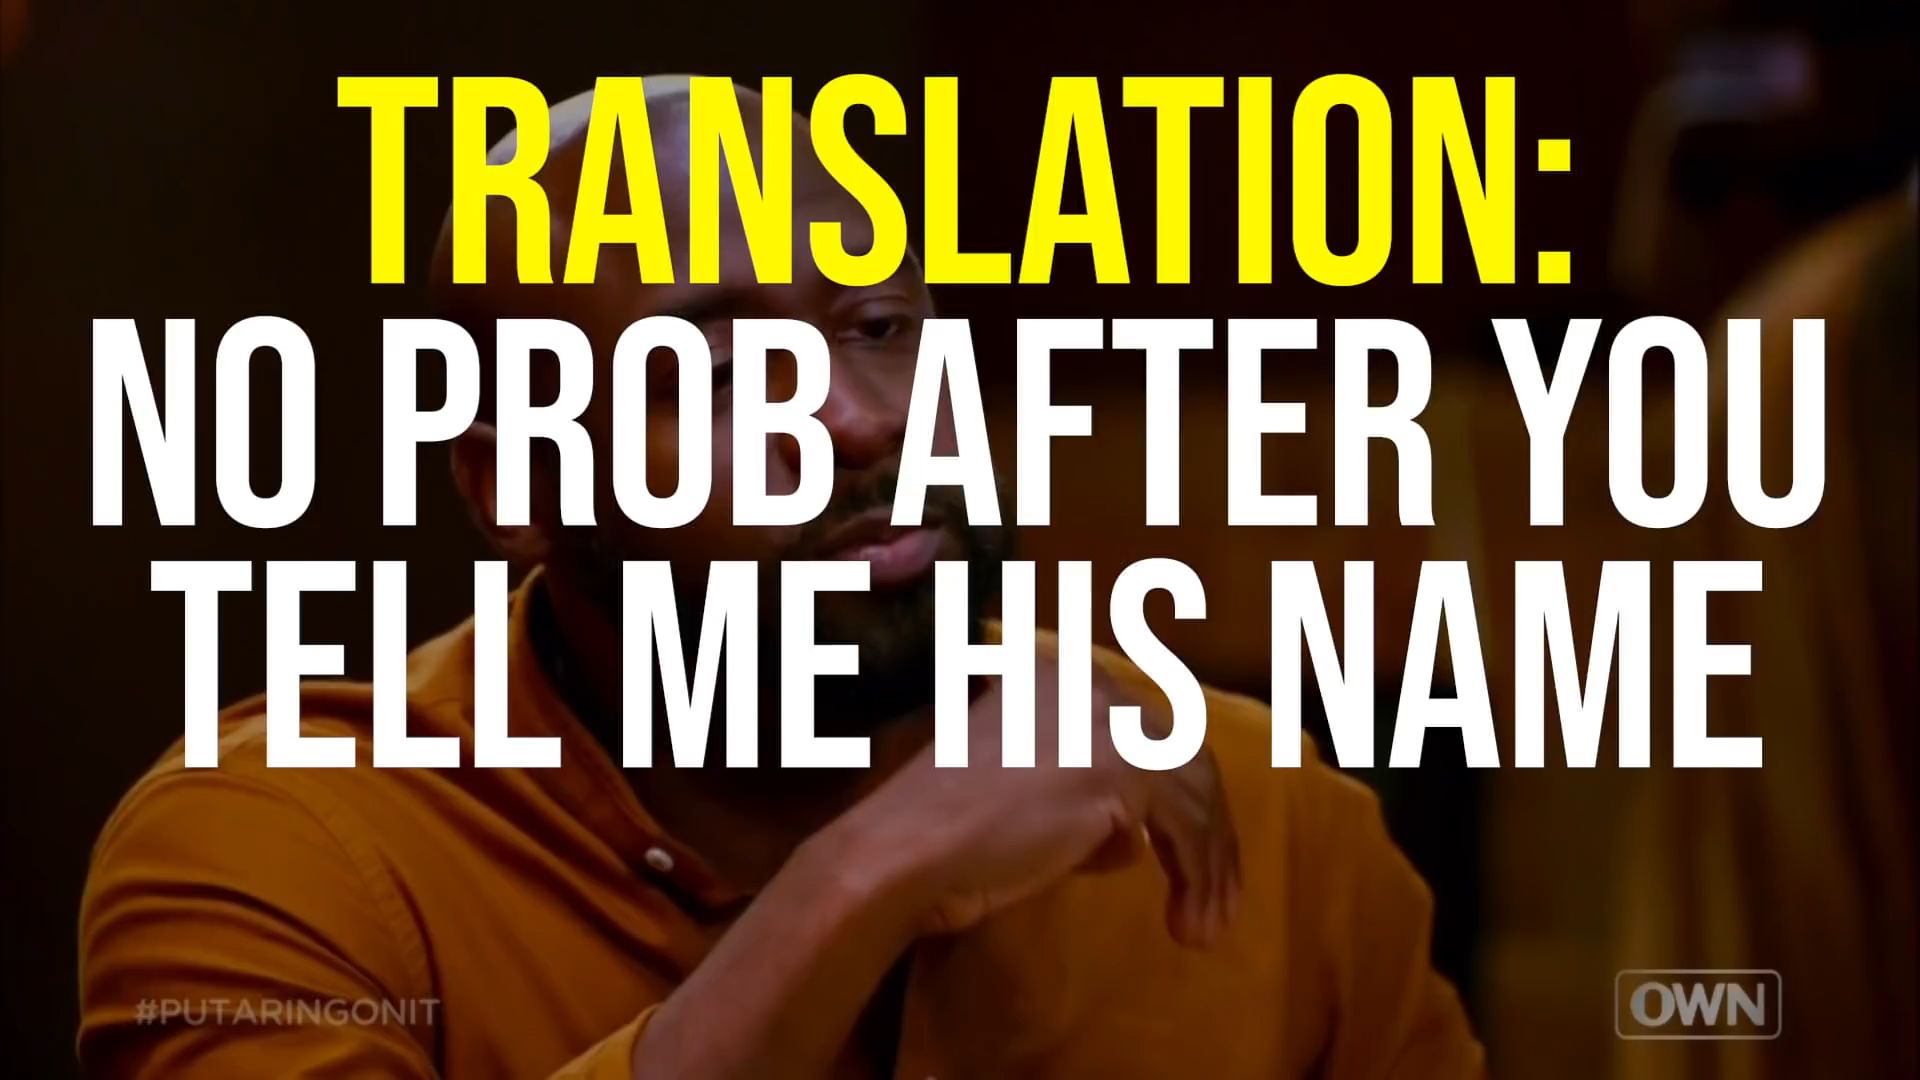 TRANSLATION:
NO PROB AFTER YOU
TELL ME HIS NAME
#PUTARINGONIT
OWN